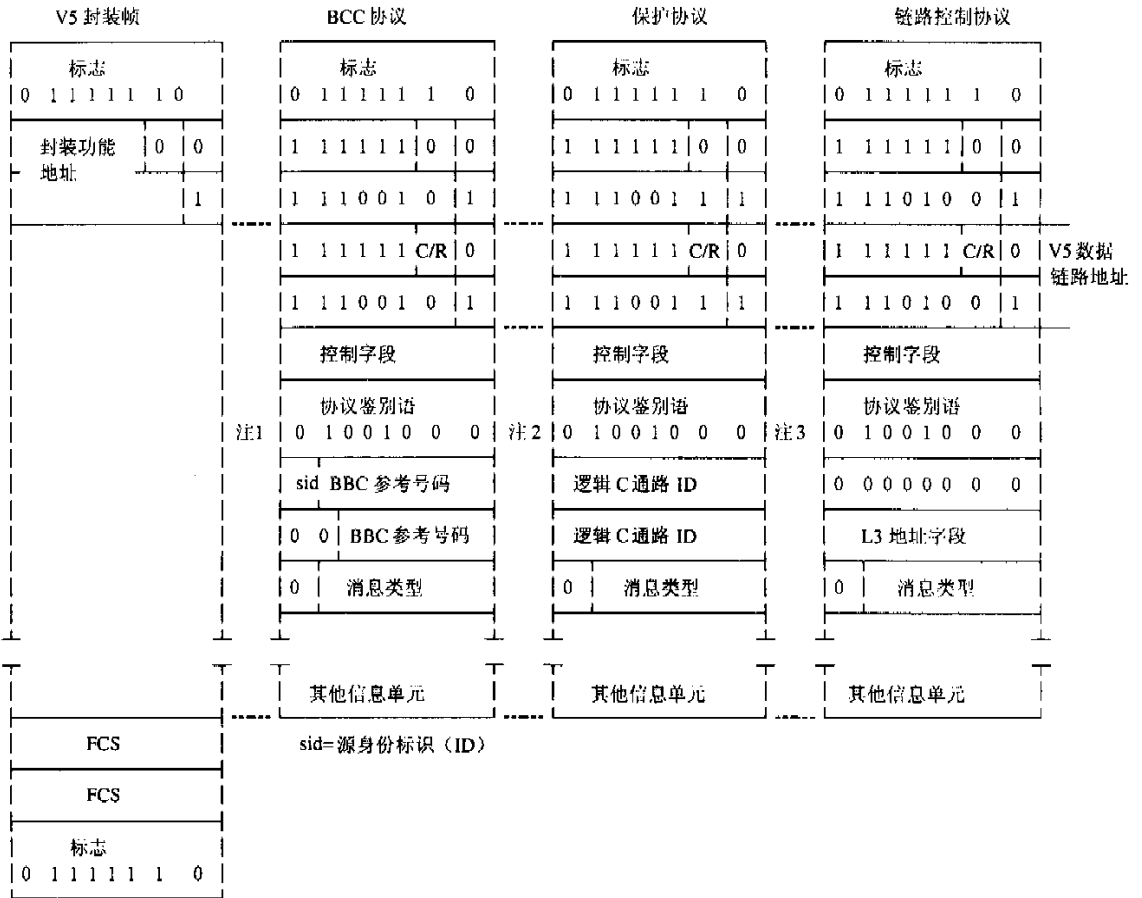 V5 封装帧 BCC 协议 保护协议 链路控制协议
标志 标志 标志 标志
0 1 1 1 1 1 1 0 0 1 1 1 1 1 1 0 0 1 1 1 1 1 1 0 0 1 1 1 1 1 1 0
封装功能 0 0 1 1 1 1 1 1 0 0 1 1 1 1 1 1 0 0 1 1 1 1 1 1 0 0
地址
1 1 1 1 0 0 1 0 1 1 1 1 0 0 1 1 1 1 1 1 0 1 0 0 1
1 1 1 1 1 1 C/R 0 1 1 1 1 1 1 C/R 0 1 1 1 1 1 1 C/R 0 V5 数据
链路地址
1 1 1 0 0 1 0 1 1 1 1 0 0 1 1 1 1 1 1 0 1 0 0 1
控制字段 控制字段 控制字段
协议鉴别语 协议鉴别语 协议鉴别语
注1 0 1 0 0 1 0 0 0 注2 0 1 0 0 1 0 0 0 注3 0 1 0 0 1 0 0 0
sid BBC 参考号码 逻辑 C 通路 ID 0 0 0 0 0 0 0 0
0 0 BBC 参考号码 逻辑 C 通路 ID L3 地址字段
0 消息类型 0 消息类型 0 消息类型
其他信息单元 其他信息单元 其他信息单元
FCS sid=源身份标识（ID）
FCS
标志
0 1 1 1 1 1 1 0